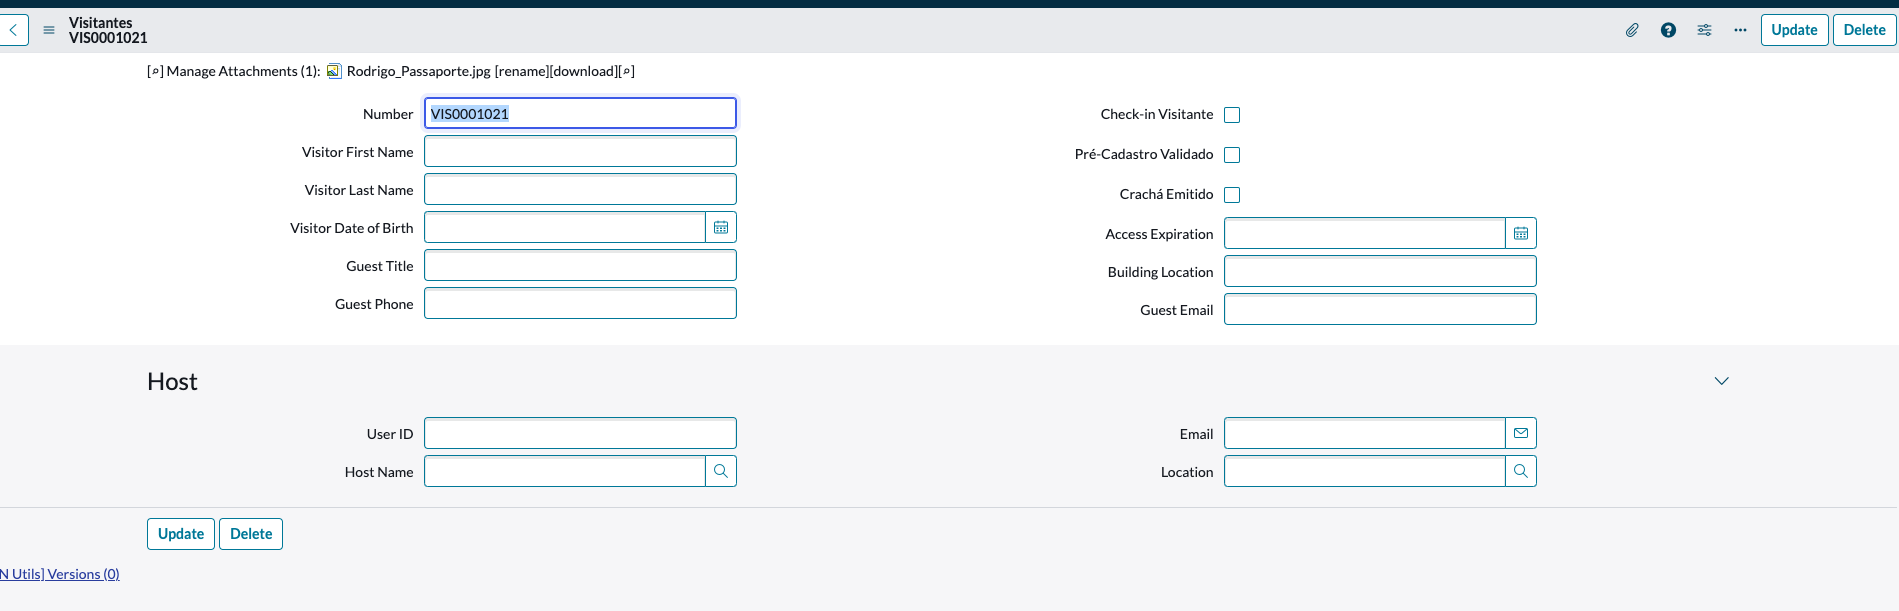 Visitantes
VIS0001021
Update
Delete
[⌕] Manage Attachments (1): Rodrigo_Passaporte.jpg [rename][download][⌕]
Number
VIS0001021
Visitor First Name
Visitor Last Name
Visitor Date of Birth
Guest Title
Guest Phone
Check-in Visitante
Pré-Cadastro Validado
Crachá Emitido
Access Expiration
Building Location
Guest Email
Host
User ID
Host Name
Email
Location
Update
Delete
N Utils] Versions (0)